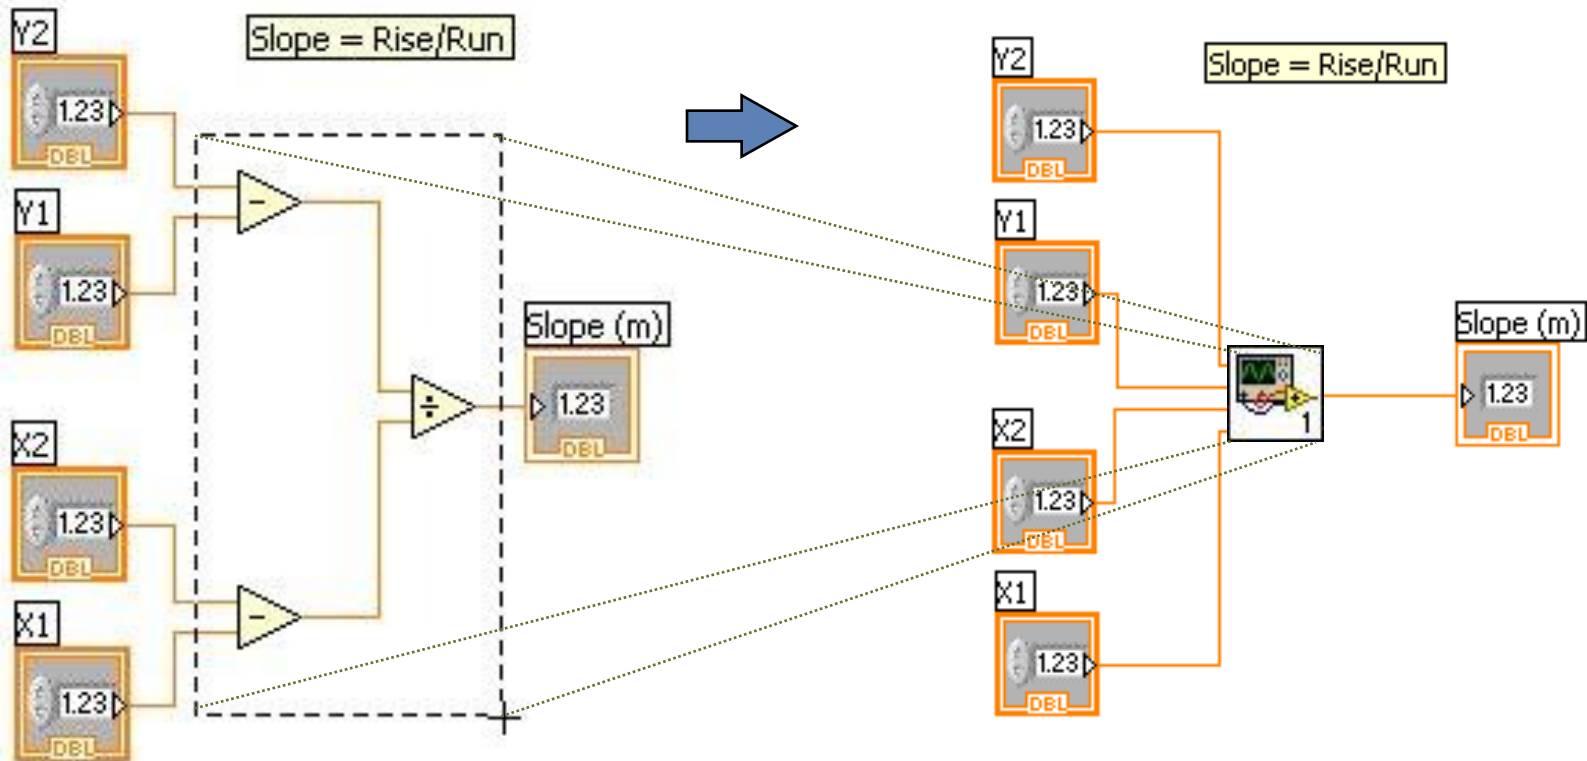 Y2
Slope = Rise/Run
1.23
DBL
Y1
1.23
DBL
Slope (m)
1.23
DBL
X2
1.23
DBL
X1
1.23
DBL
Y2
Slope = Rise/Run
1.23
DBL
Y1
1.23
DBL
Slope (m)
1.23
DBL
1
X2
1.23
DBL
X1
1.23
DBL